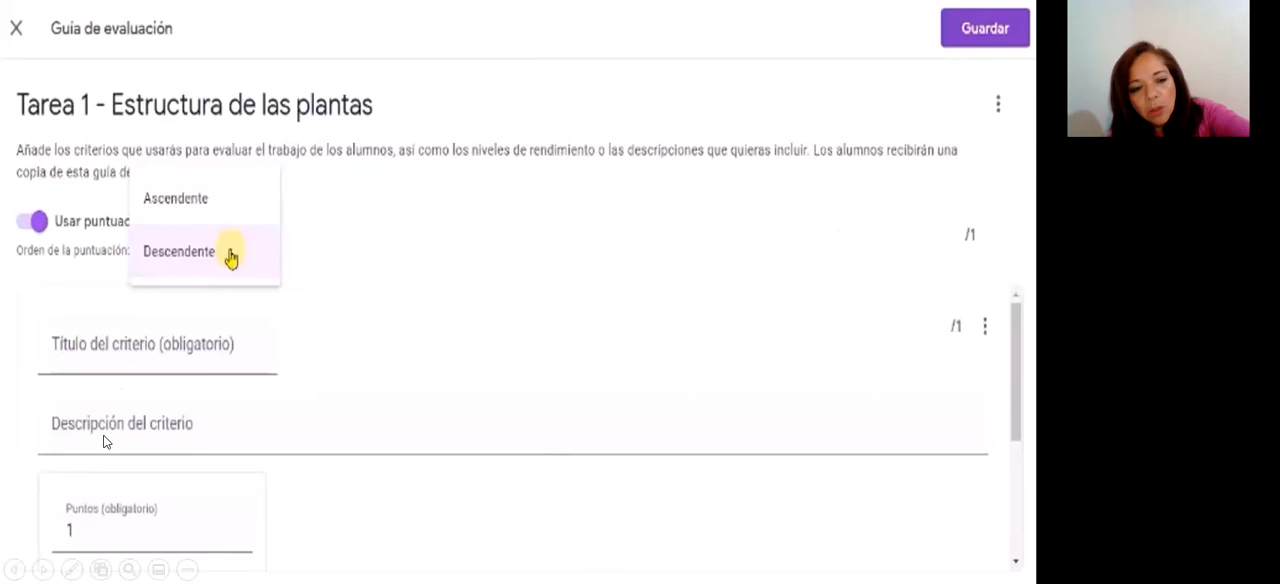 Guía de evaluación
Guardar
Tarea 1 - Estructura de las plantas
Añade los criterios que usarás para evaluar el trabajo de los alumnos, así como los niveles de rendimiento o las descripciones que quieras incluir. Los alumnos recibirán una
copia de esta guía de
Ascendente
Usar puntuac
/1
Orden de la puntuación:
Descendente
/1
Título del criterio (obligatorio)
Descripción del criterio
Puntos (obligatorio)
1